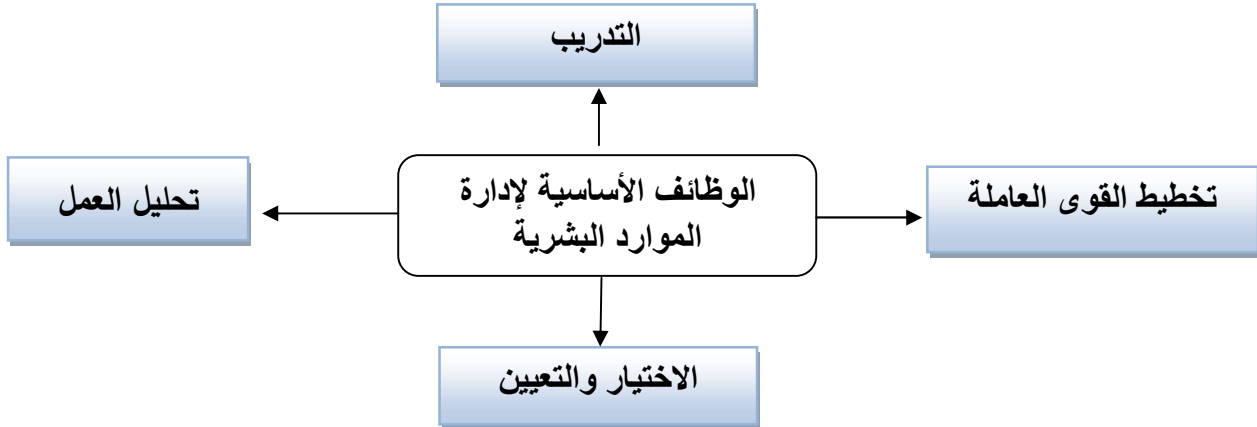 التدريب
الوظائف الأساسية لإدارة
الموارد البشرية
تخطيط القوى العاملة
تحليل العمل
الاختيار والتعيين